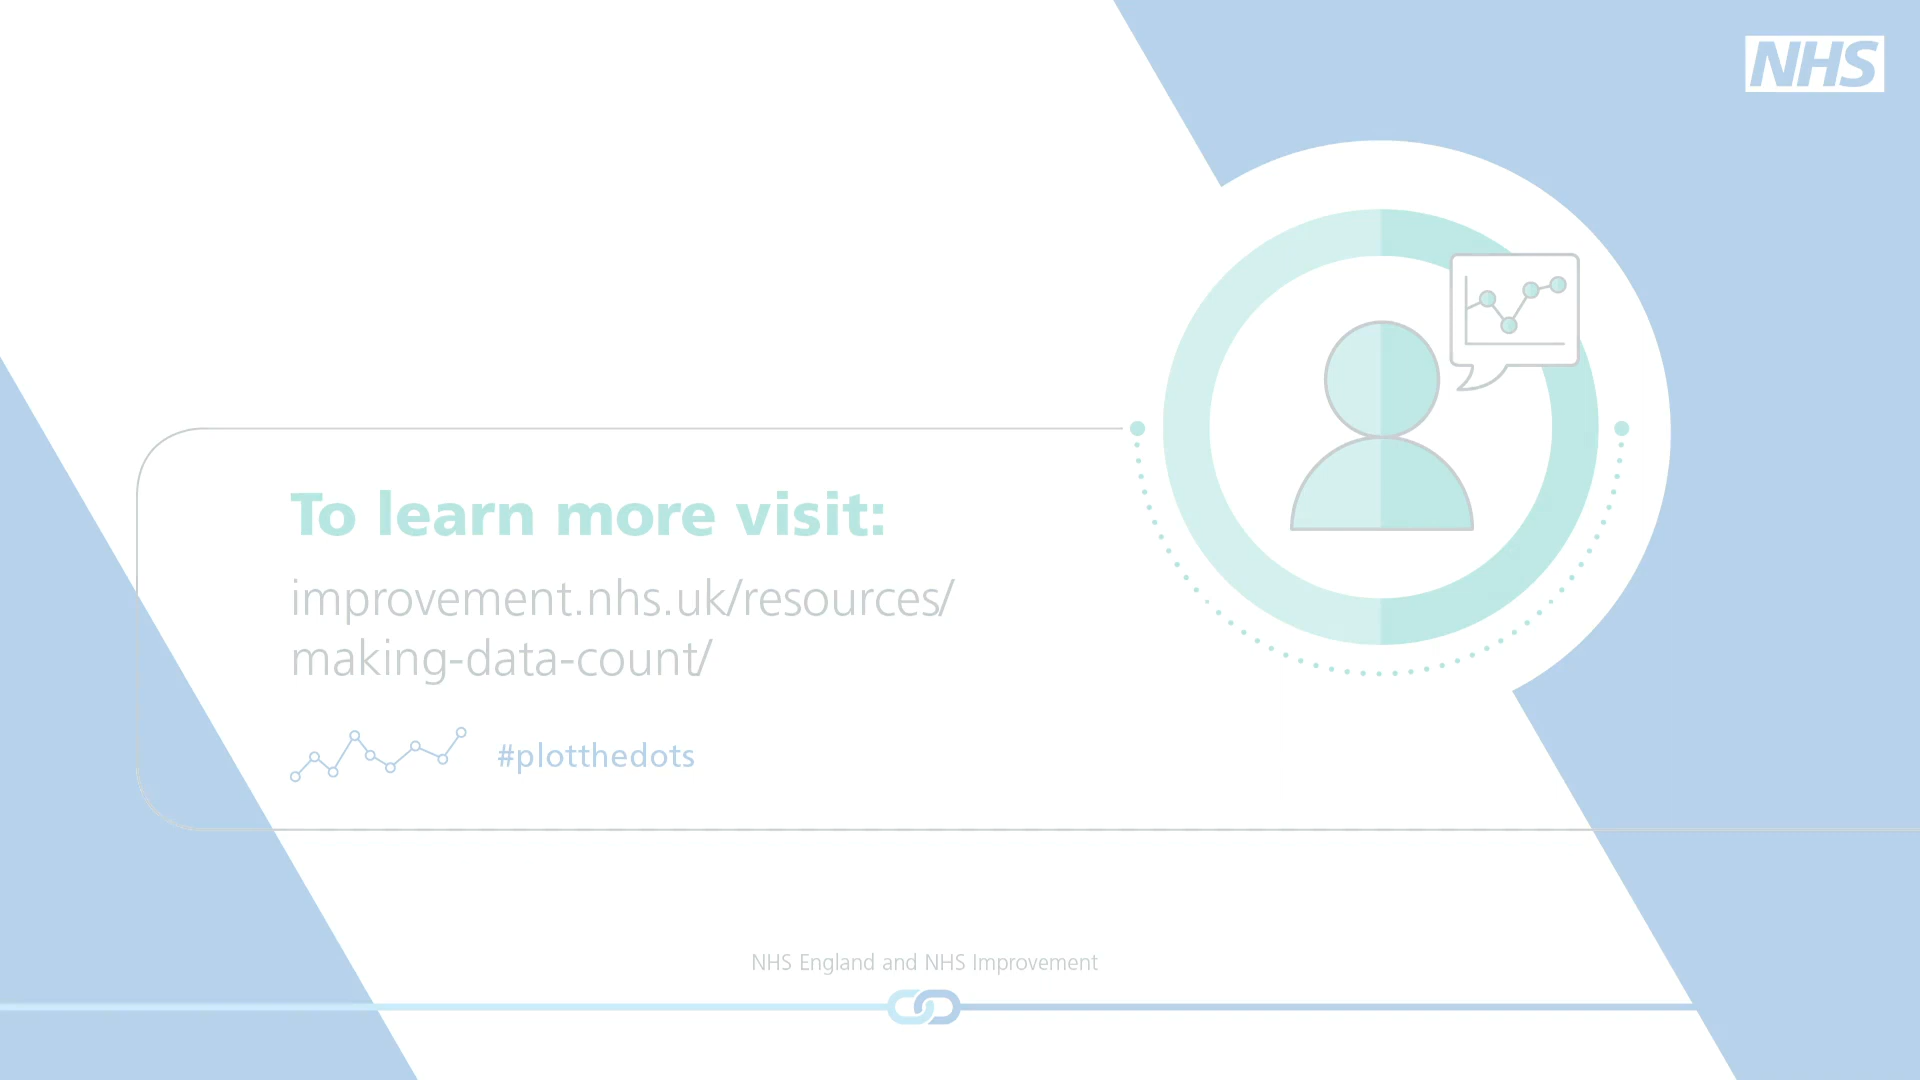 NHS
To learn more visit:
improvement.nhs.uk/resources/
making-data-count/
#plotthedots
NHS England and NHS Improvement